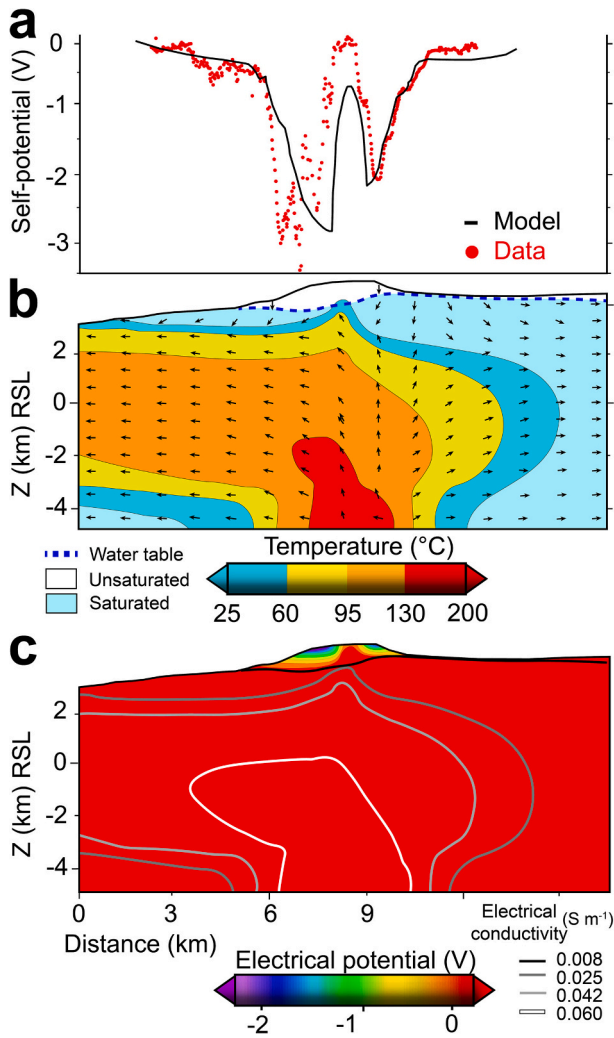 a
Self-potential (V)
0
-1
-2
-3
Model
Data
b
Z (km) RSL
2
0
-2
-4
Water table
Unsaturated
Saturated
Temperature (°C)
25 60 95 130 200
c
Z (km) RSL
2
0
-2
-4
0 3 6 9
Distance (km)
Electrical conductivity (S m⁻¹)
0.008
0.025
0.042
0.060
Electrical potential (V)
-2 -1 0